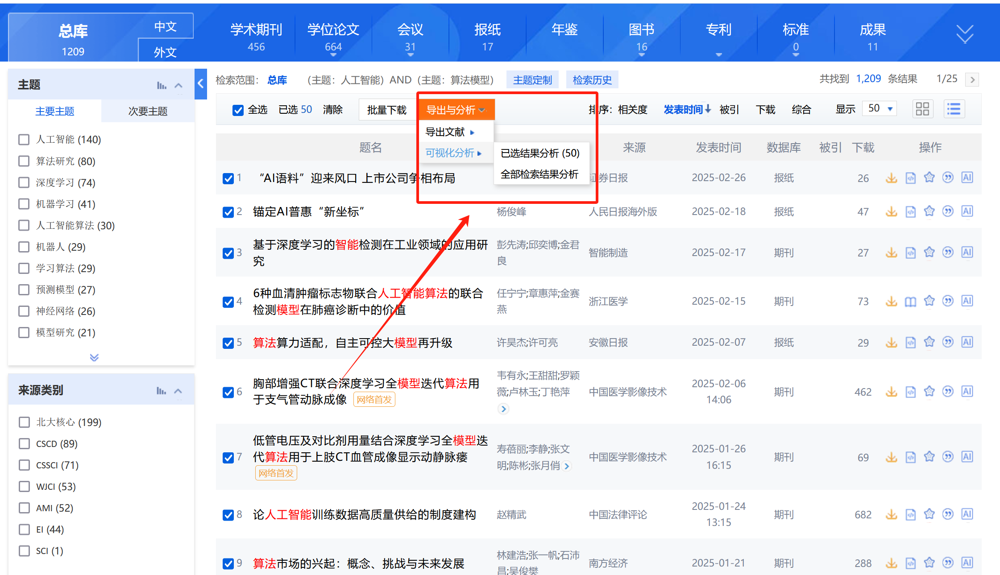 总库
1209
中文
外文
学术期刊
456
学位论文
664
会议
31
报纸
17
年鉴
图书
16
专利
标准
0
成果
11
主题
主要主题
次要主题
人工智能 (140)
算法研究 (80)
深度学习 (74)
机器学习 (41)
人工智能算法 (30)
机器人 (29)
学习算法 (29)
预测模型 (27)
神经网络 (26)
模型研究 (21)
来源类别
北大核心 (199)
CSCD (89)
CSSCI (71)
WJCI (53)
AMI (52)
EI (44)
SCI (1)
检索范围： 总库 （主题：人工智能）AND（主题：算法模型） 主题定制 检索历史 共找到 1,209 条结果 1/25
全选 已选 50 清除 批量下载 导出与分析 排序：相关度 发表时间 被引 下载 综合 显示 50
导出文献
可视化分析
已选结果分析 (50)
全部检索结果分析
题名 来源 发表时间 数据库 被引 下载 操作
1 “AI语料”迎来风口 上市公司争相布局 证券日报 2025-02-26 报纸 26 AI
2 锚定AI普惠“新坐标” 杨俊峰 人民日报海外版 2025-02-18 报纸 47 AI
3 基于深度学习的智能检测在工业领域的应用研
究
彭先涛;邱奕博;金君
良
智能制造 2025-02-17 期刊 27 AI
4 6种血清肿瘤标志物联合人工智能算法的联合
检测模型在肺癌诊断中的价值
任宁宁;章惠萍;金赛
燕
浙江医学 2025-02-15 期刊 73 AI
5 算法算力适配，自主可控大模型再升级 许昊杰;许可亮 安徽日报 2025-02-07 报纸 29 AI
6 胸部增强CT联合深度学习全模型迭代算法用
于支气管动脉成像 网络首发
韦有永;王甜甜;罗颖
薇;卢林玉;丁艳萍
中国医学影像技术
2025-02-06
14:06
期刊 462 AI
7 低管电压及对比剂用量结合深度学习全模型迭
代算法用于上肢CT血管成像显示动静脉瘘
网络首发
寿蓓丽;李静;张文
明;陈彬;张月俏
中国医学影像技术
2025-01-26
16:15
期刊 69 AI
8 论人工智能训练数据高质量供给的制度建构 赵精武 中国法律评论
2025-01-24
13:15
期刊 682 AI
9 算法市场的兴起：概念、挑战与未来发展
林建浩;张一帆;石沛
昌;吴俊樊
南方经济 2025-01-21 期刊 288 AI